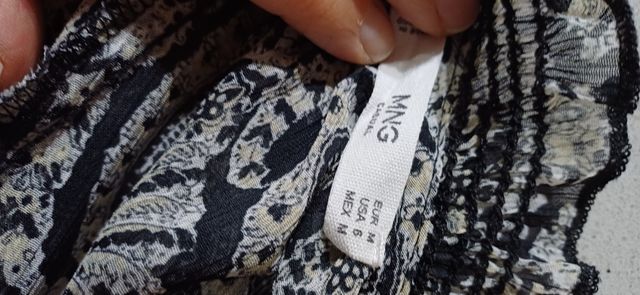 MNG
CASUAL
EUR M
USA 6
MEX M